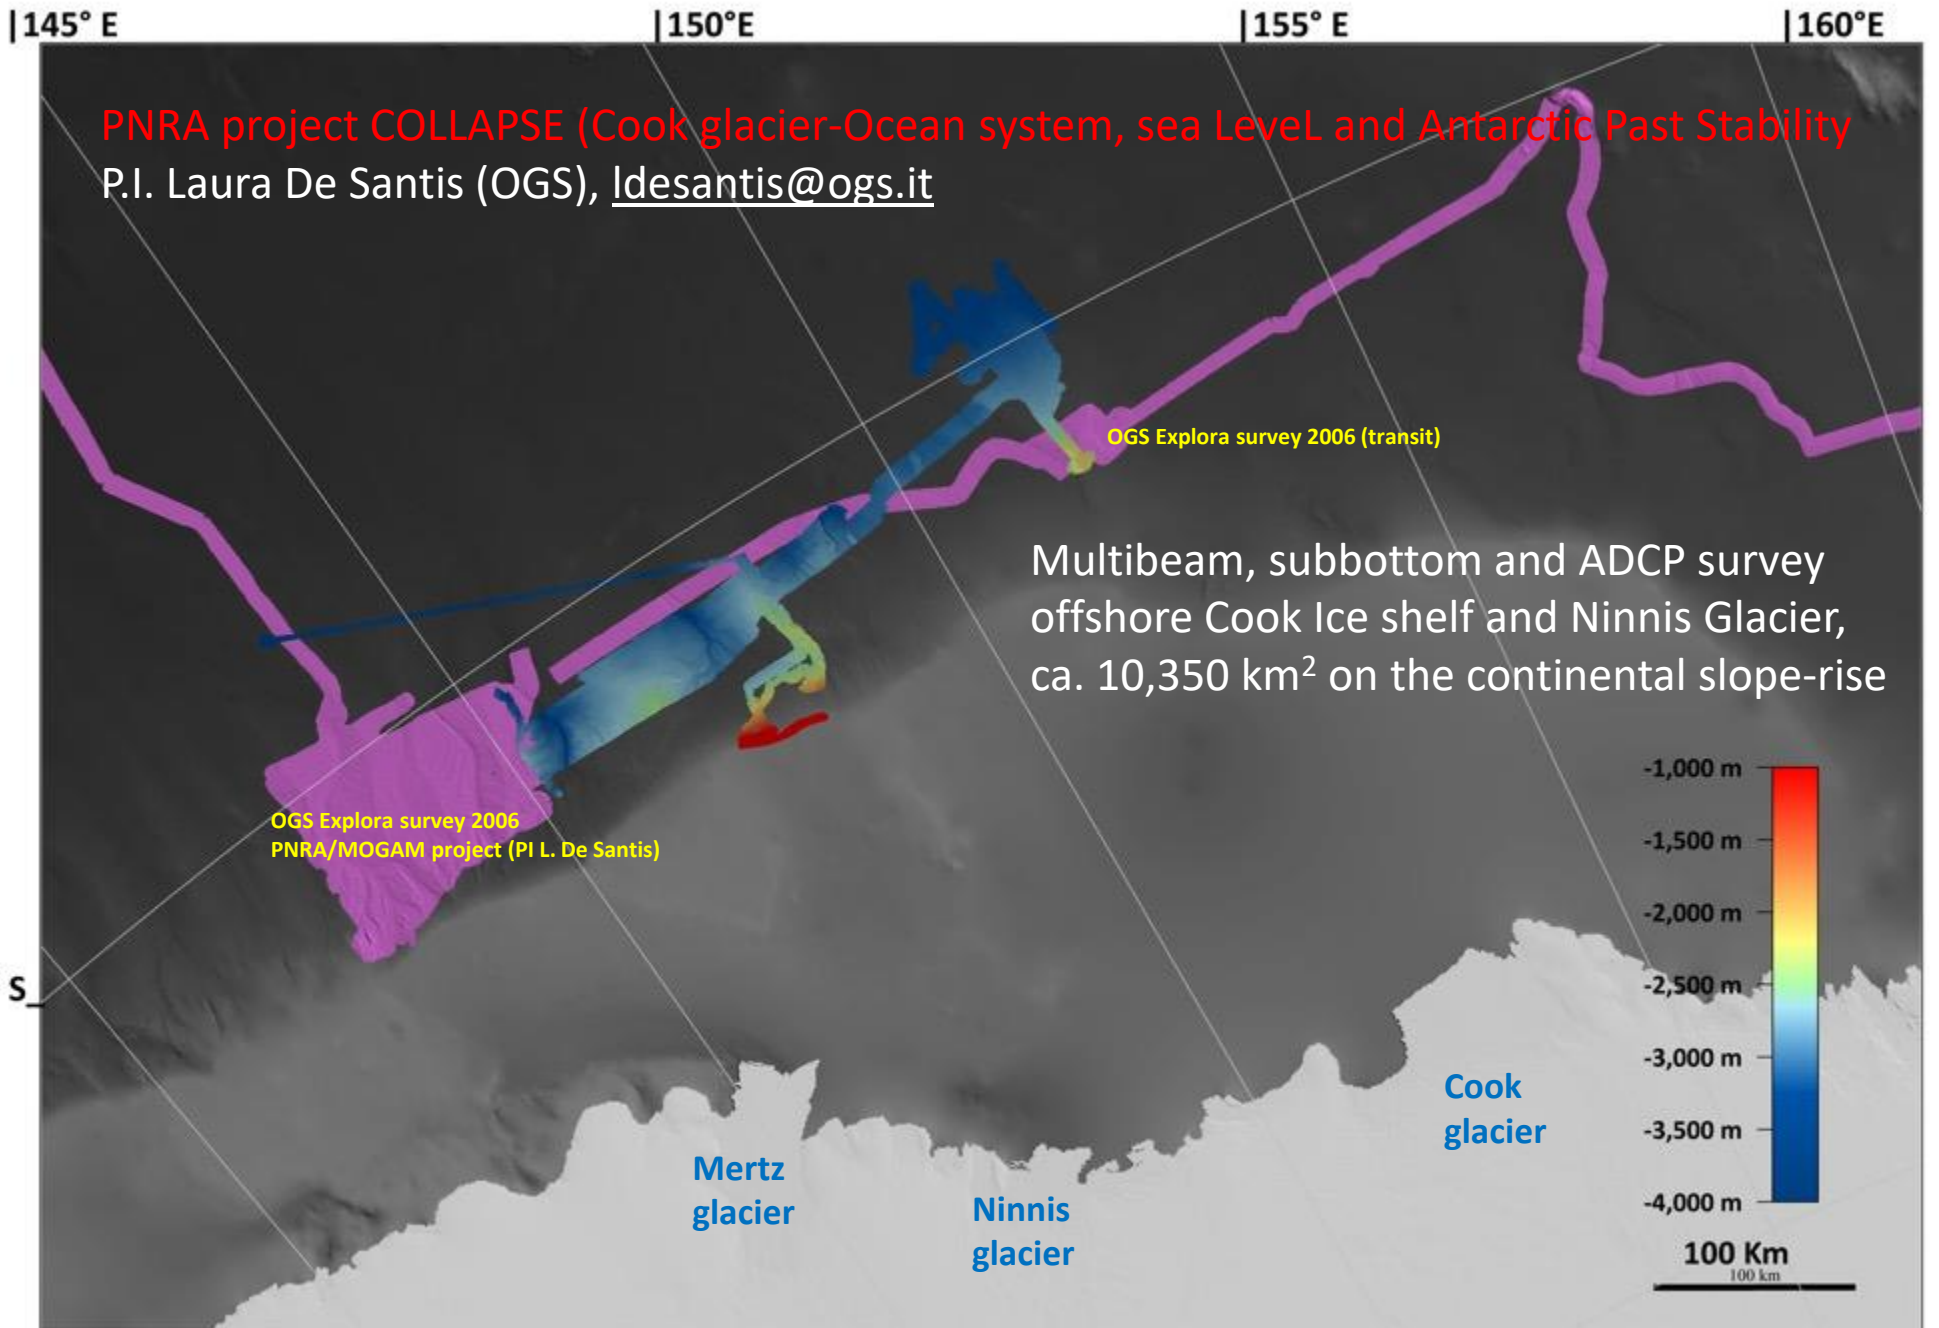 |145° E |150°E |155° E |160°E
PNRA project COLLAPSE (Cook glacier-Ocean system, sea LeveL and Antarctic Past Stability
P.I. Laura De Santis (OGS), ldesantis@ogs.it
OGS Explora survey 2006 (transit)
Multibeam, subbottom and ADCP survey
offshore Cook Ice shelf and Ninnis Glacier,
ca. 10,350 km² on the continental slope-rise
OGS Explora survey 2006
PNRA/MOGAM project (PI L. De Santis)
S
-1,000 m
-1,500 m
-2,000 m
-2,500 m
-3,000 m
-3,500 m
-4,000 m
Cook
glacier
Mertz
glacier
Ninnis
glacier
100 Km
100 km